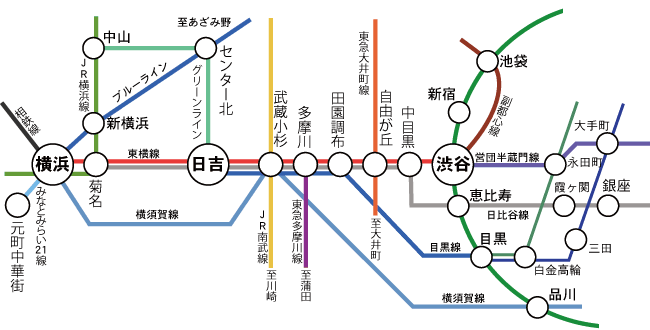 中山
至あざみ野
センター北
ブルーライン
グリーンライン
JR横浜線
相鉄線
新横浜
横浜
菊名
東横線
日吉
元町中華街
みなとみらい21線
横須賀線
武蔵小杉
多摩川
田園調布
東急大井町線
自由が丘
中目黒
JR南武線
至川崎
東急多摩川線
至蒲田
至大井町
池袋
新宿
副都心線
渋谷
営団半蔵門線
大手町
永田町
恵比寿
霞ヶ関
銀座
日比谷線
目黒
目黒線
三田
白金高輪
横須賀線
品川